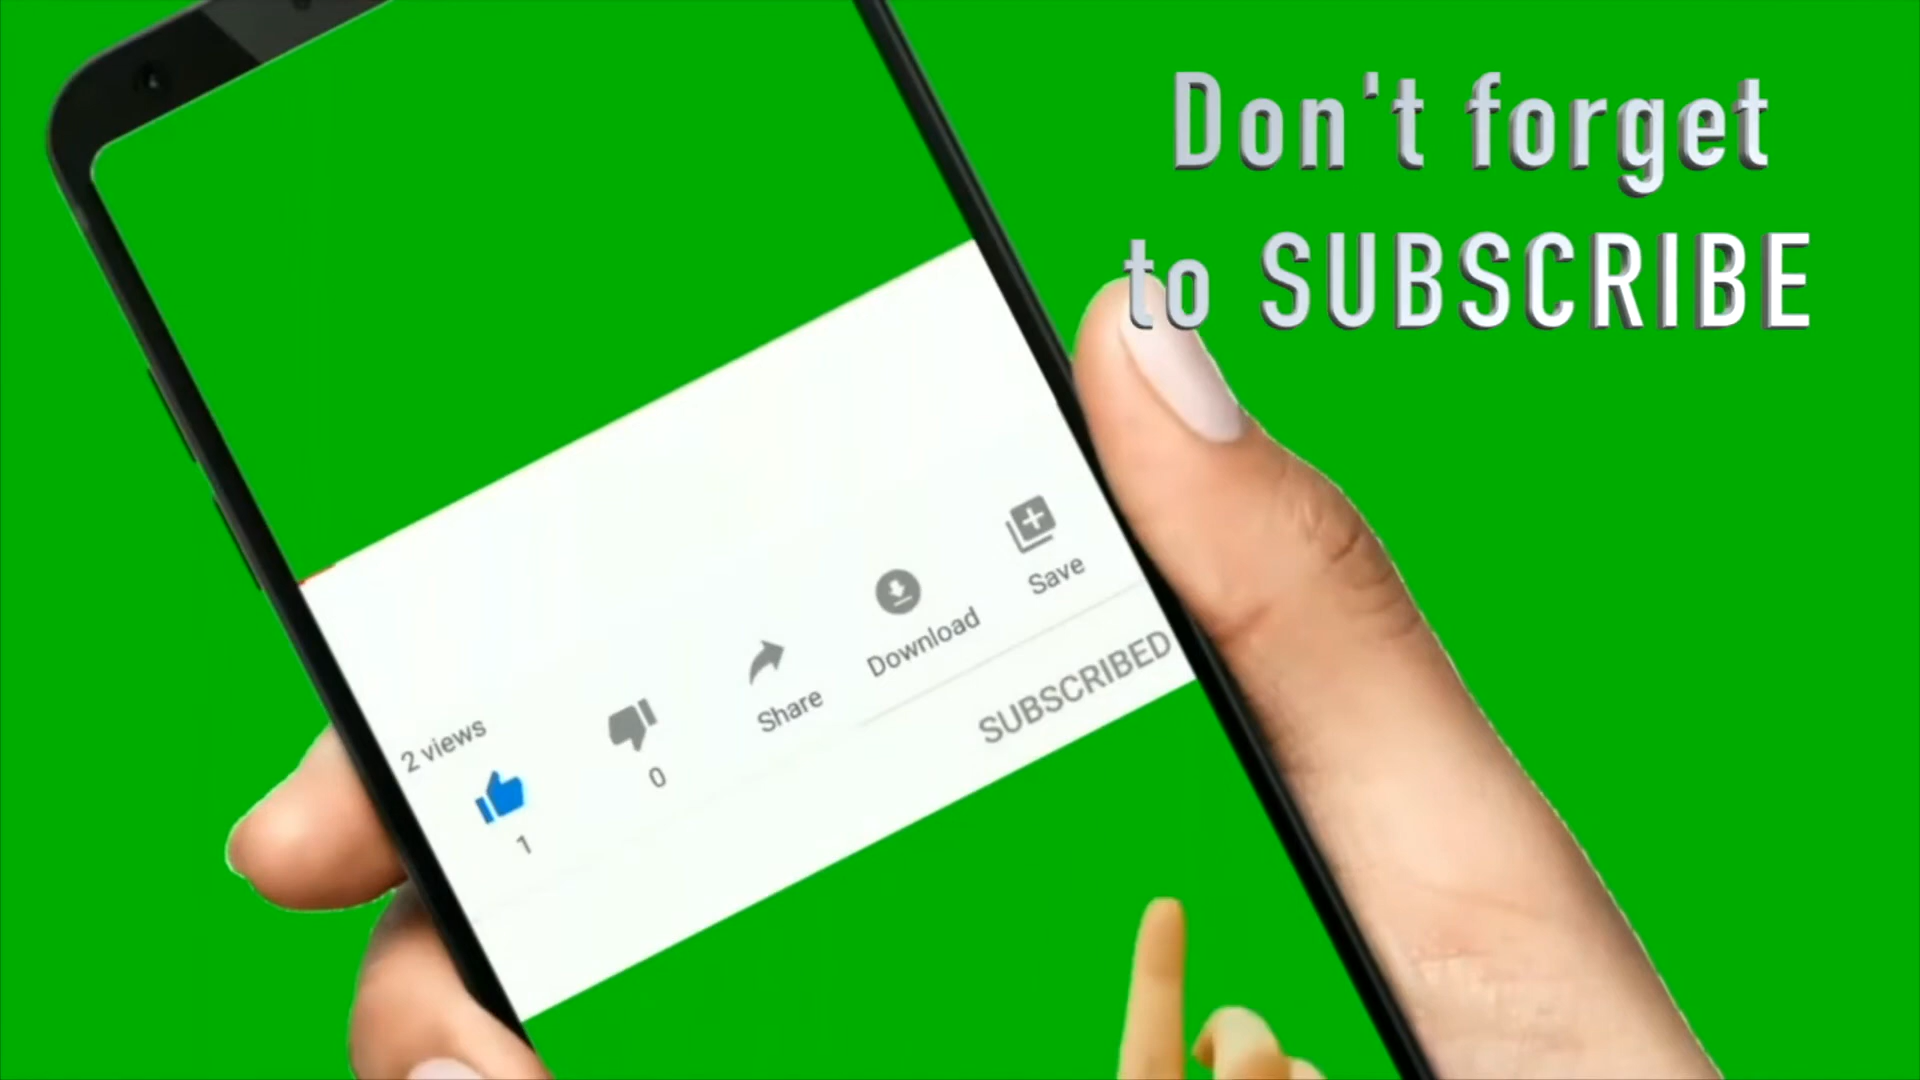 Don't forget
to SUBSCRIBE
2 views
1
0
Share
Download
Save
SUBSCRIBED